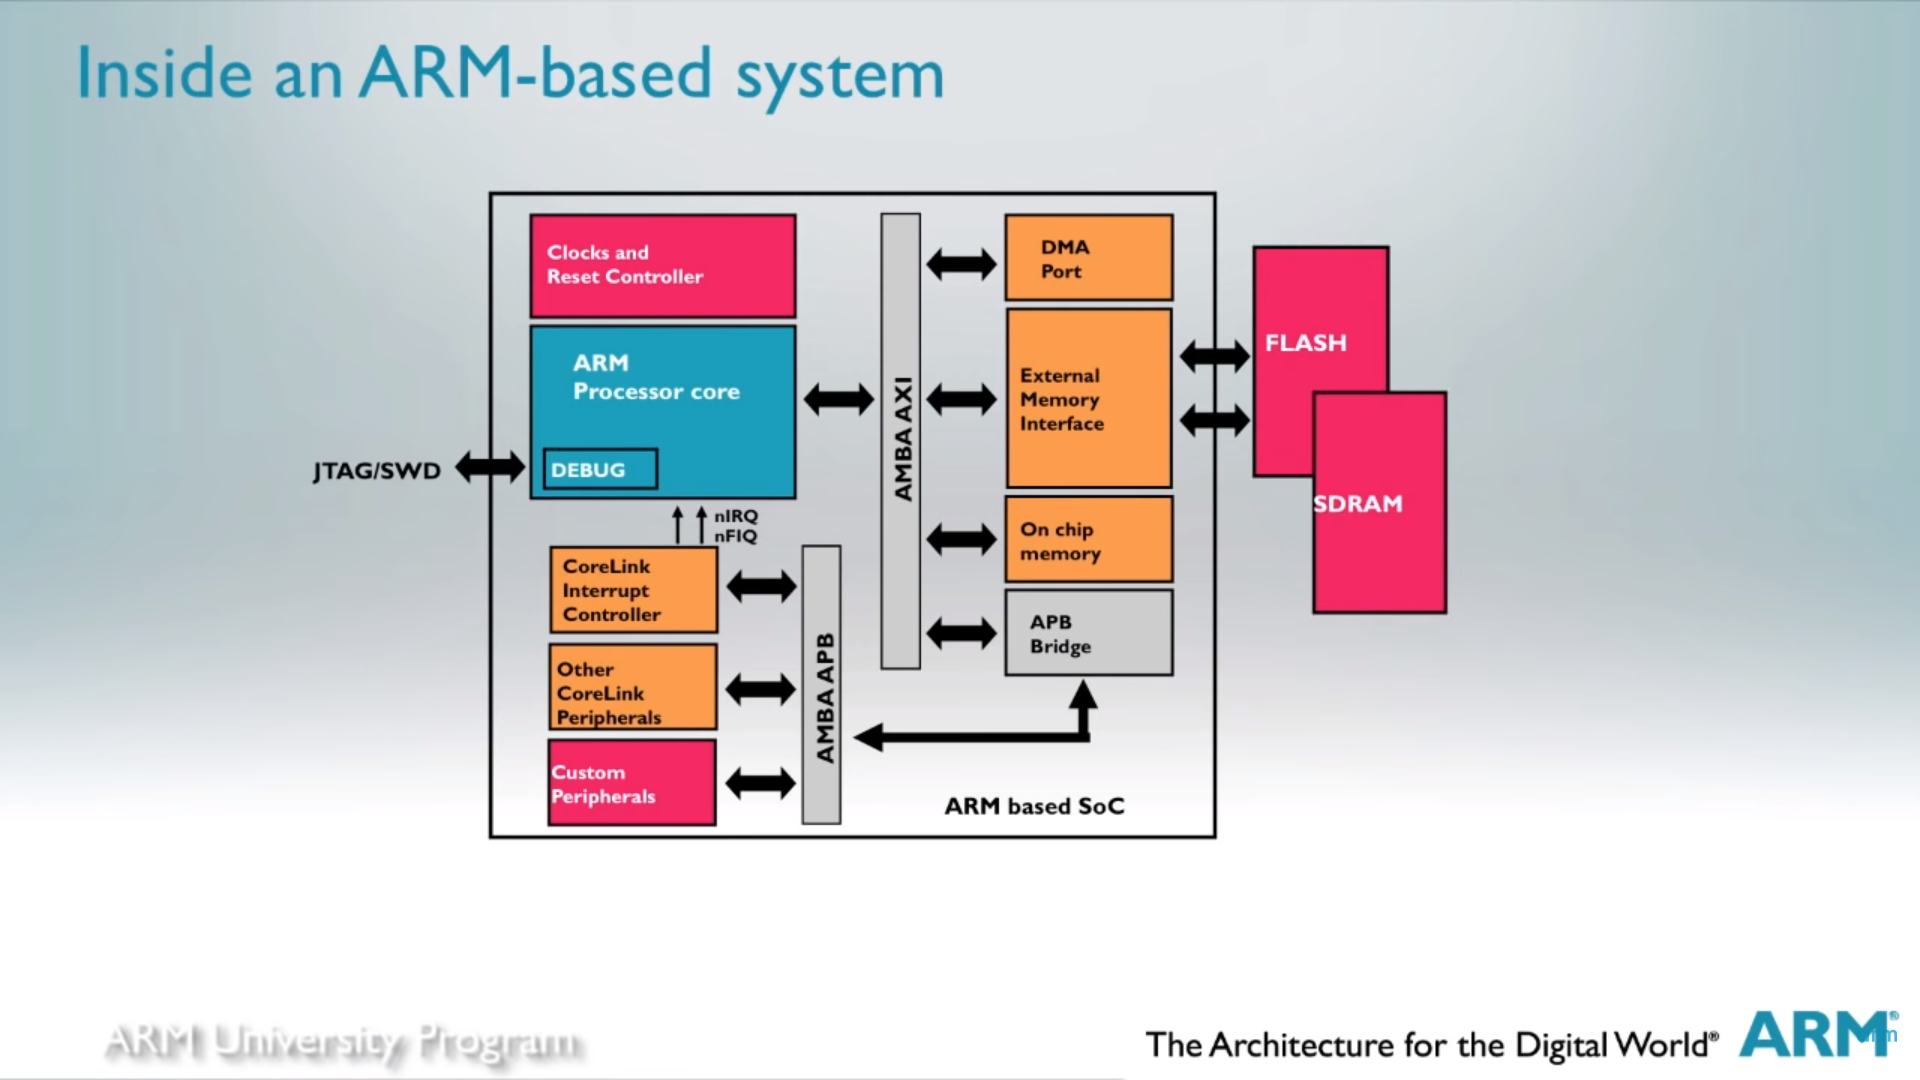 Inside an ARM-based system
Clocks and
Reset Controller
ARM
Processor core
DEBUG
JTAG/SWD
nIRQ
nFIQ
CoreLink
Interrupt
Controller
Other
CoreLink
Peripherals
Custom
Peripherals
AMBA APB
AMBA AXI
DMA
Port
External
Memory
Interface
On chip
memory
APB
Bridge
FLASH
SDRAM
ARM based SoC
ARM University Program
The Architecture for the Digital World®
ARM®
arm